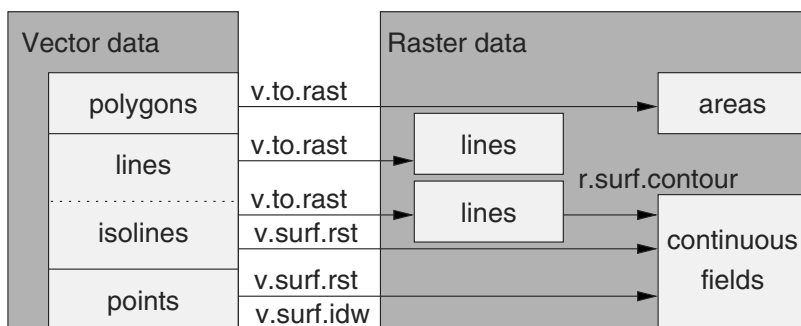 Vector data
Raster data
polygons
v.to.rast
areas
lines
v.to.rast
lines
r.surf.contour
isolines
v.to.rast
lines
v.surf.rst
continuous
fields
points
v.surf.rst
v.surf.idw